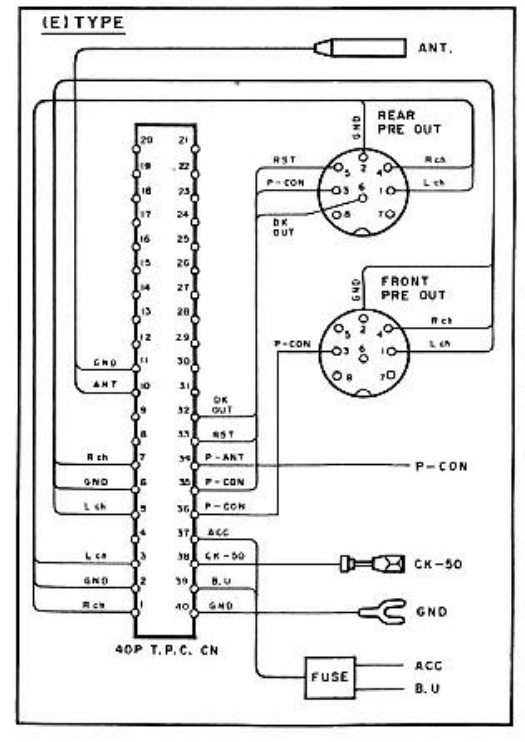 (E) TYPE
ANT.
REAR
PRE OUT
GND
RST
P-CON
DK
OUT
Rch
L ch
5 2 4
3 6 1
8 7
FRONT
PRE OUT
GND
P-CON
Rch
L ch
5 2 4
3 6 1
8 7
20 21
19 22
18 23
17 24
16 25
15 26
14 27
13 28
12 29
GND 11 30
ANT 10 31
9 32 DK OUT
8 33 RST
Rch 7 34 P-ANT P-CON
GND 6 35 P-CON
L ch 5 36 P-CON
4 37 ACC
L ch 3 38 CK-50 CK-50
GND 2 39 B.U
Rch 1 40 GND GND
40P T.P.C. CN
FUSE
ACC
B.U